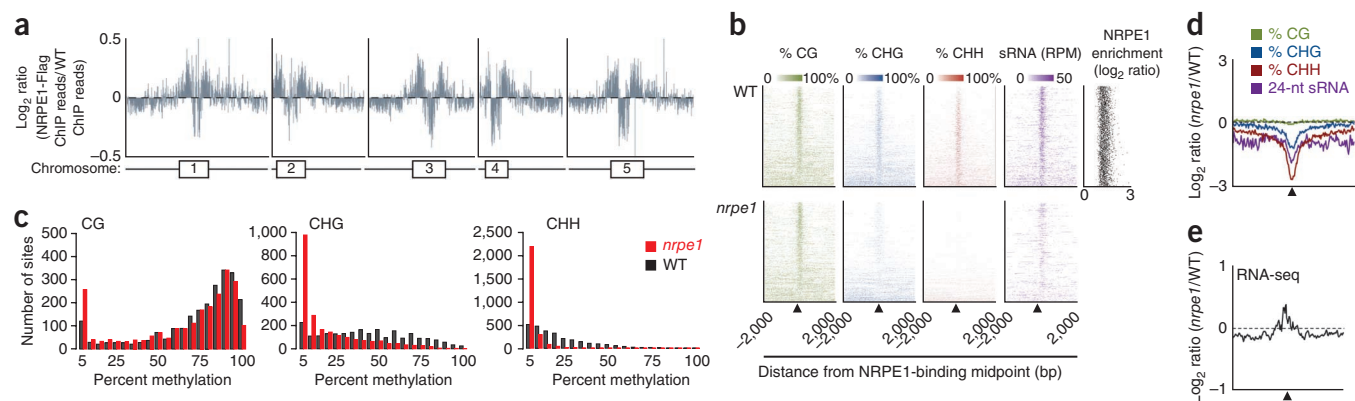 a
Log2 ratio
(NRPE1-Flag
ChIP reads/WT
ChIP reads)
0.5
0
–0.5
Chromosome:
1
2
3
4
5
b
% CG
% CHG
% CHH
sRNA (RPM)
NRPE1
enrichment
(log2 ratio)
0 100%
0 100%
0 100%
0 50
WT
0 3
nrpe1
–2,000
2,000
–2,000
2,000
–2,000
2,000
–2,000
2,000
Distance from NRPE1-binding midpoint (bp)
c
Number of sites
CG
500
400
300
200
100
0
5 25 50 75 100
Percent methylation
CHG
1,000
800
600
400
200
0
5 25 50 75 100
Percent methylation
CHH
2,500
2,000
1,500
1,000
500
0
5 25 50 75 100
Percent methylation
nrpe1
WT
d
% CG
% CHG
% CHH
24-nt sRNA
Log2 ratio (nrpe1/WT)
3
0
–3
e
Log2 ratio (nrpe1/WT)
1
RNA-seq
0
–1